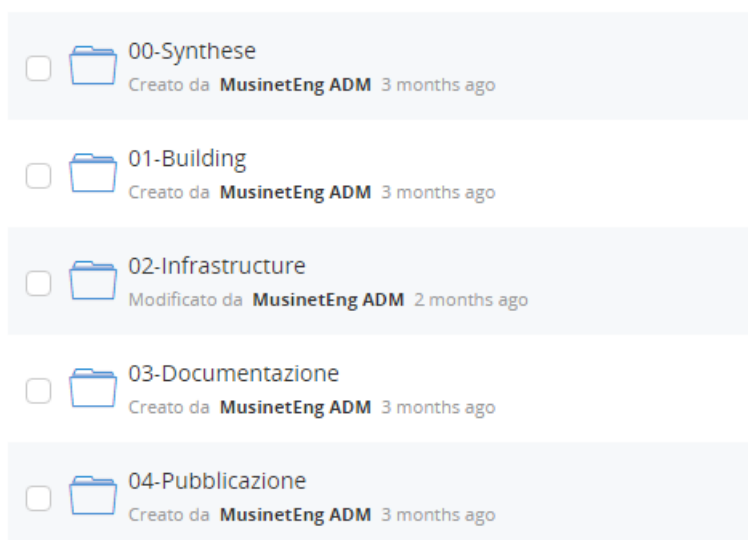 00-Synthese
Creato da MusinetEng ADM 3 months ago
01-Building
Creato da MusinetEng ADM 3 months ago
02-Infrastructure
Modificato da MusinetEng ADM 2 months ago
03-Documentazione
Creato da MusinetEng ADM 3 months ago
04-Pubblicazione
Creato da MusinetEng ADM 3 months ago